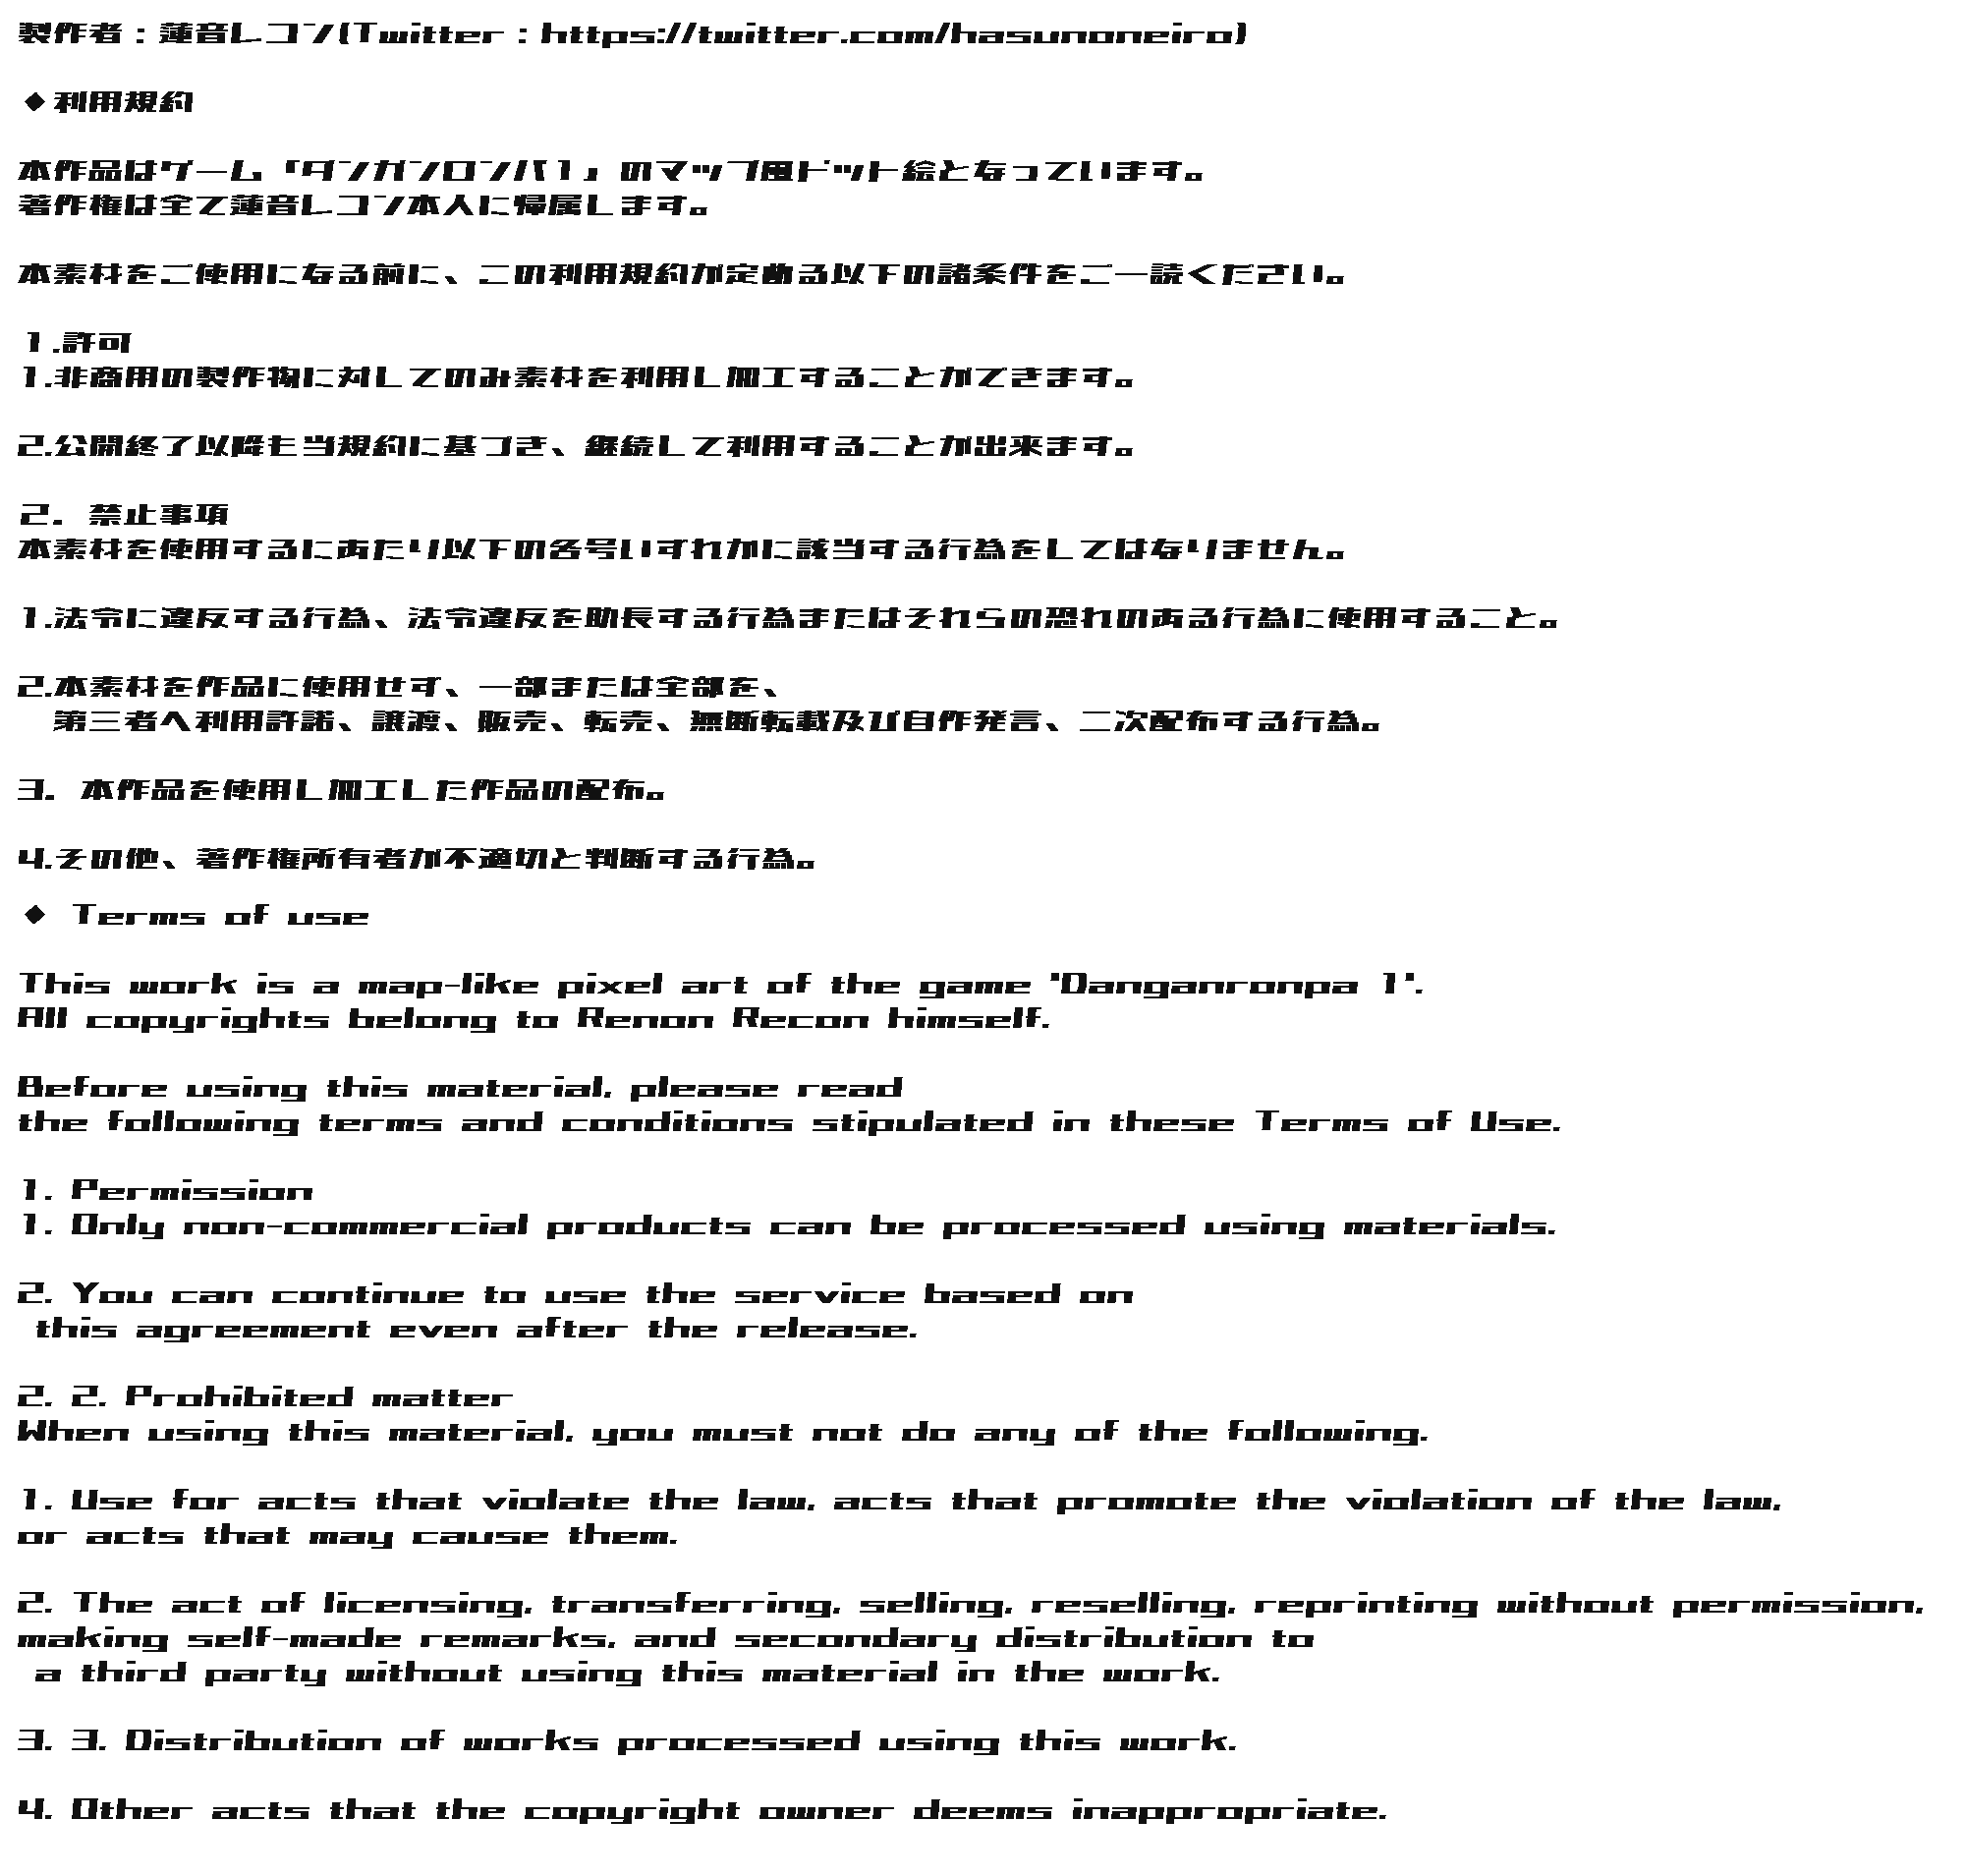 製作者：蓮音レコン(Twitter：https://twitter.com/hasunoneiro)
◆利用規約
本作品はゲーム「ダンガンロンパ1」のマップ風ドット絵となっています。
著作権は全て蓮音レコン本人に帰属します。
本素材をご使用になる前に、この利用規約が定める以下の諸条件をご一読ください。
1.許可
1.非商用の製作物に対してのみ素材を利用し加工することができます。
2.公開終了以降も当規約に基づき、継続して利用することが出来ます。
2. 禁止事項
本素材を使用するにあたり以下の各号いずれかに該当する行為をしてはなりません。
1.法令に違反する行為、法令違反を助長する行為またはそれらの恐れのある行為に使用すること。
2.本素材を作品に使用せず、一部または全部を、
第三者へ利用許諾、譲渡、販売、転売、無断転載及び自作発言、二次配布する行為。
3. 本作品を使用し加工した作品の配布。
4.その他、著作権所有者が不適切と判断する行為。
◆ Terms of use
This work is a map-like pixel art of the game "Danganronpa 1".
All copyrights belong to Renon Recon himself.
Before using this material, please read
the following terms and conditions stipulated in these Terms of Use.
1. Permission
1. Only non-commercial products can be processed using materials.
2. You can continue to use the service based on
this agreement even after the release.
2. 2. Prohibited matter
When using this material, you must not do any of the following.
1. Use for acts that violate the law, acts that promote the violation of the law,
or acts that may cause them.
2. The act of licensing, transferring, selling, reselling, reprinting without permission,
making self-made remarks, and secondary distribution to
a third party without using this material in the work.
3. 3. Distribution of works processed using this work.
4. Other acts that the copyright owner deems inappropriate.